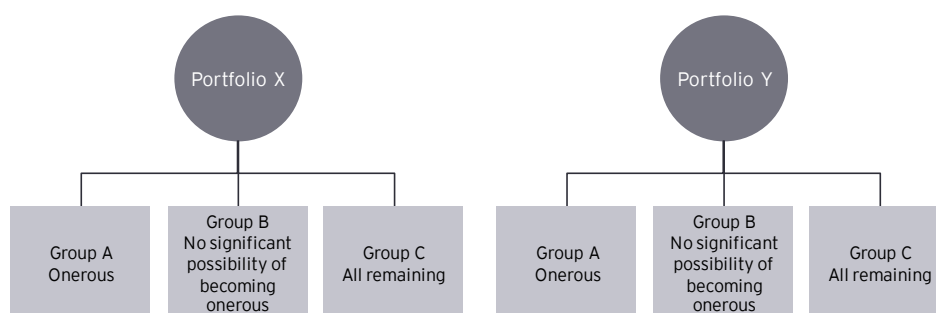 Portfolio X
Portfolio Y
Group A
Onerous
Group B
No significant
possibility of
becoming
onerous
Group C
All remaining
Group A
Onerous
Group B
No significant
possibility of
becoming
onerous
Group C
All remaining